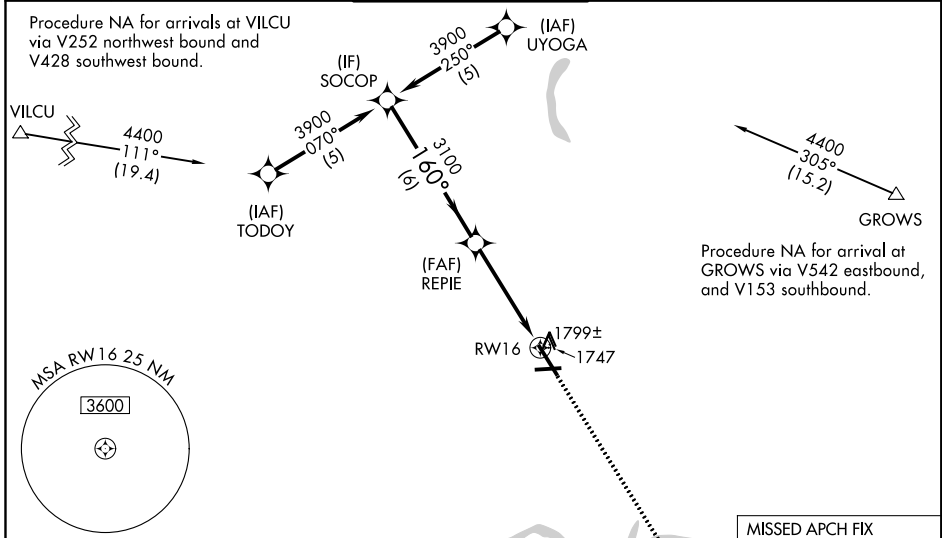 Procedure NA for arrivals at VILCU
via V252 northwest bound and
V428 southwest bound.
(IAF)
UYOGA
3900
250°
(5)
(IF)
SOCOP
VILCU
4400
111°
(19.4)
3900
070°
(5)
(IAF)
TODOY
3100
160°
(6)
4400
305°
(15.2)
GROWS
Procedure NA for arrival at
GROWS via V542 eastbound,
and V153 southbound.
(FAF)
REPIE
RW16
1799±
1747
MSA RW16 25 NM
3600
MISSED APCH FIX